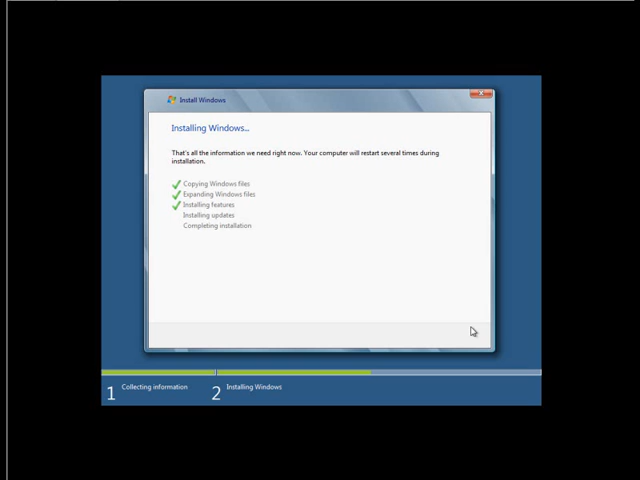 Install Windows
Installing Windows...
That's all the information we need right now. Your computer will restart several times during
installation.
Copying Windows files
Expanding Windows files
Installing features
Installing updates
Completing installation
1 Collecting information 2 Installing Windows